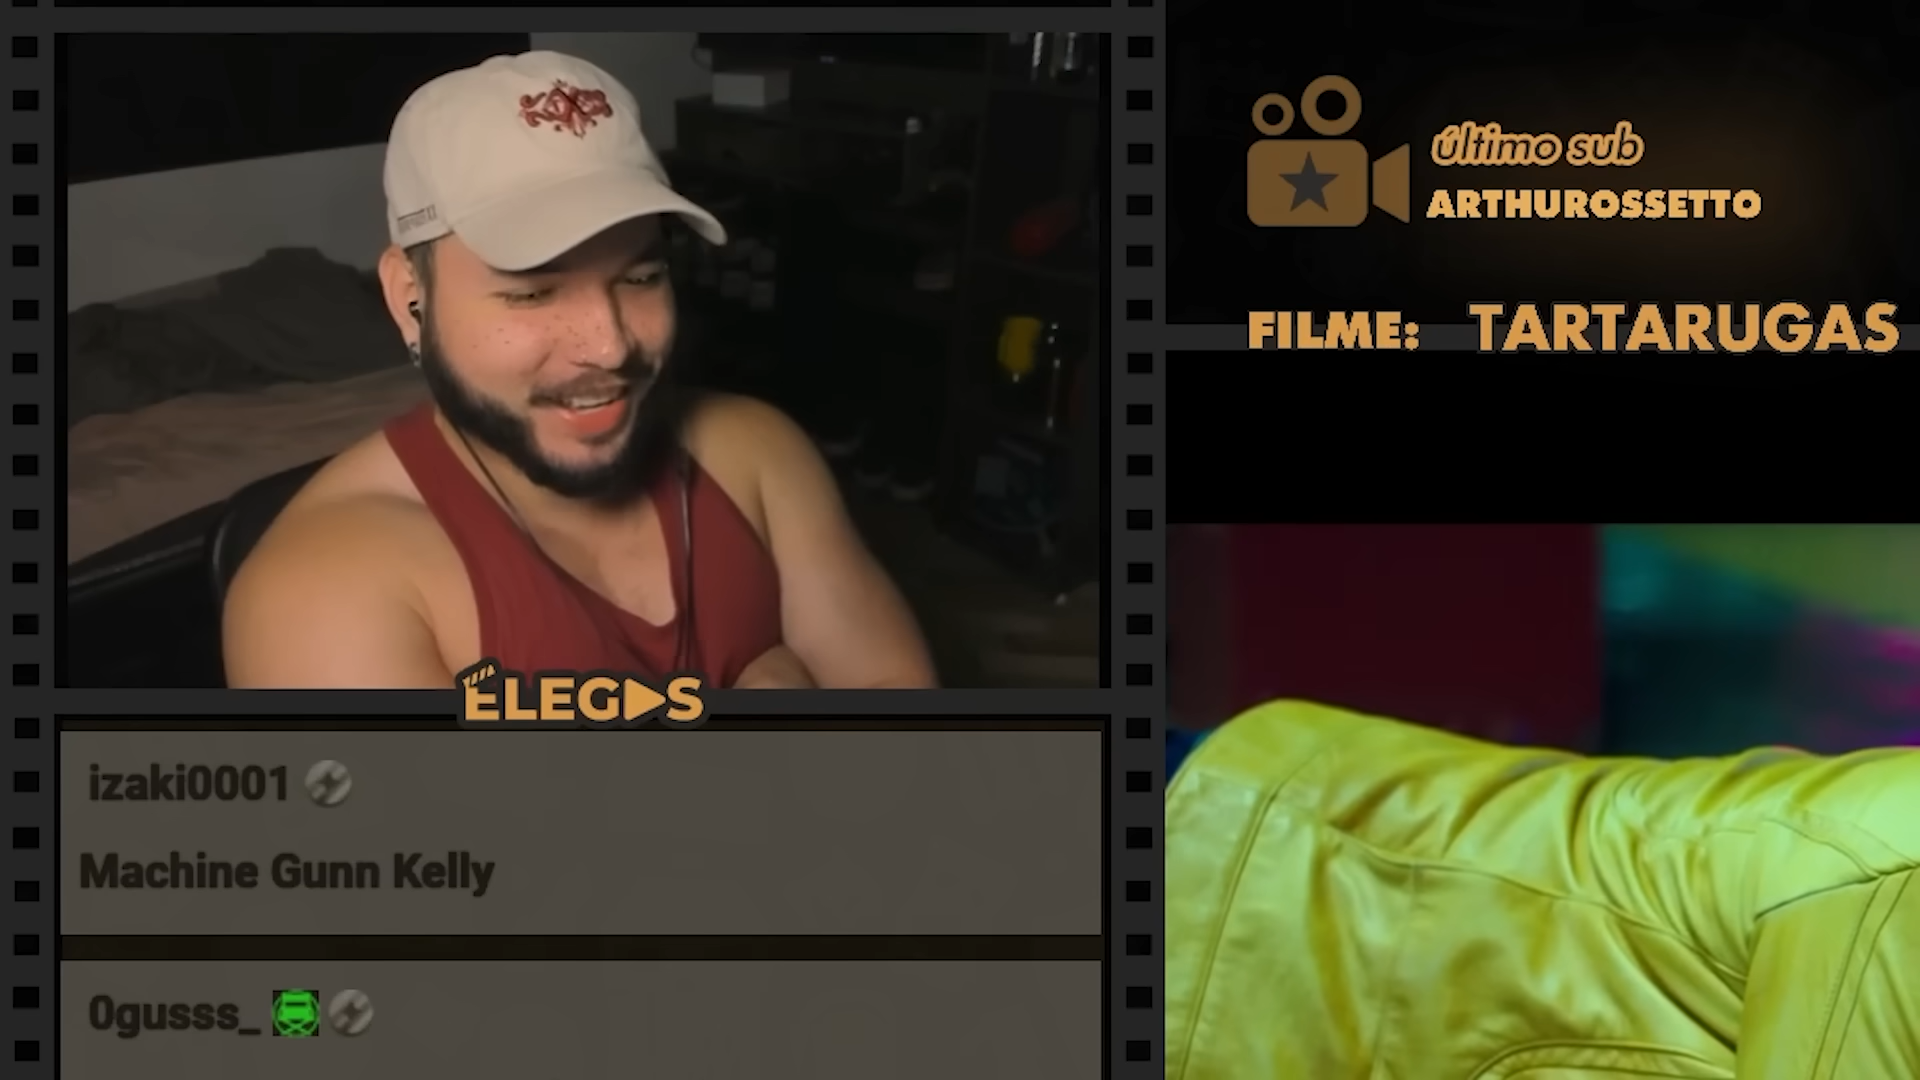 último sub
ARTHUROSSETTO
FILME: TARTARUGAS
ELEGOS
izaki0001
Machine Gunn Kelly
0gusss_